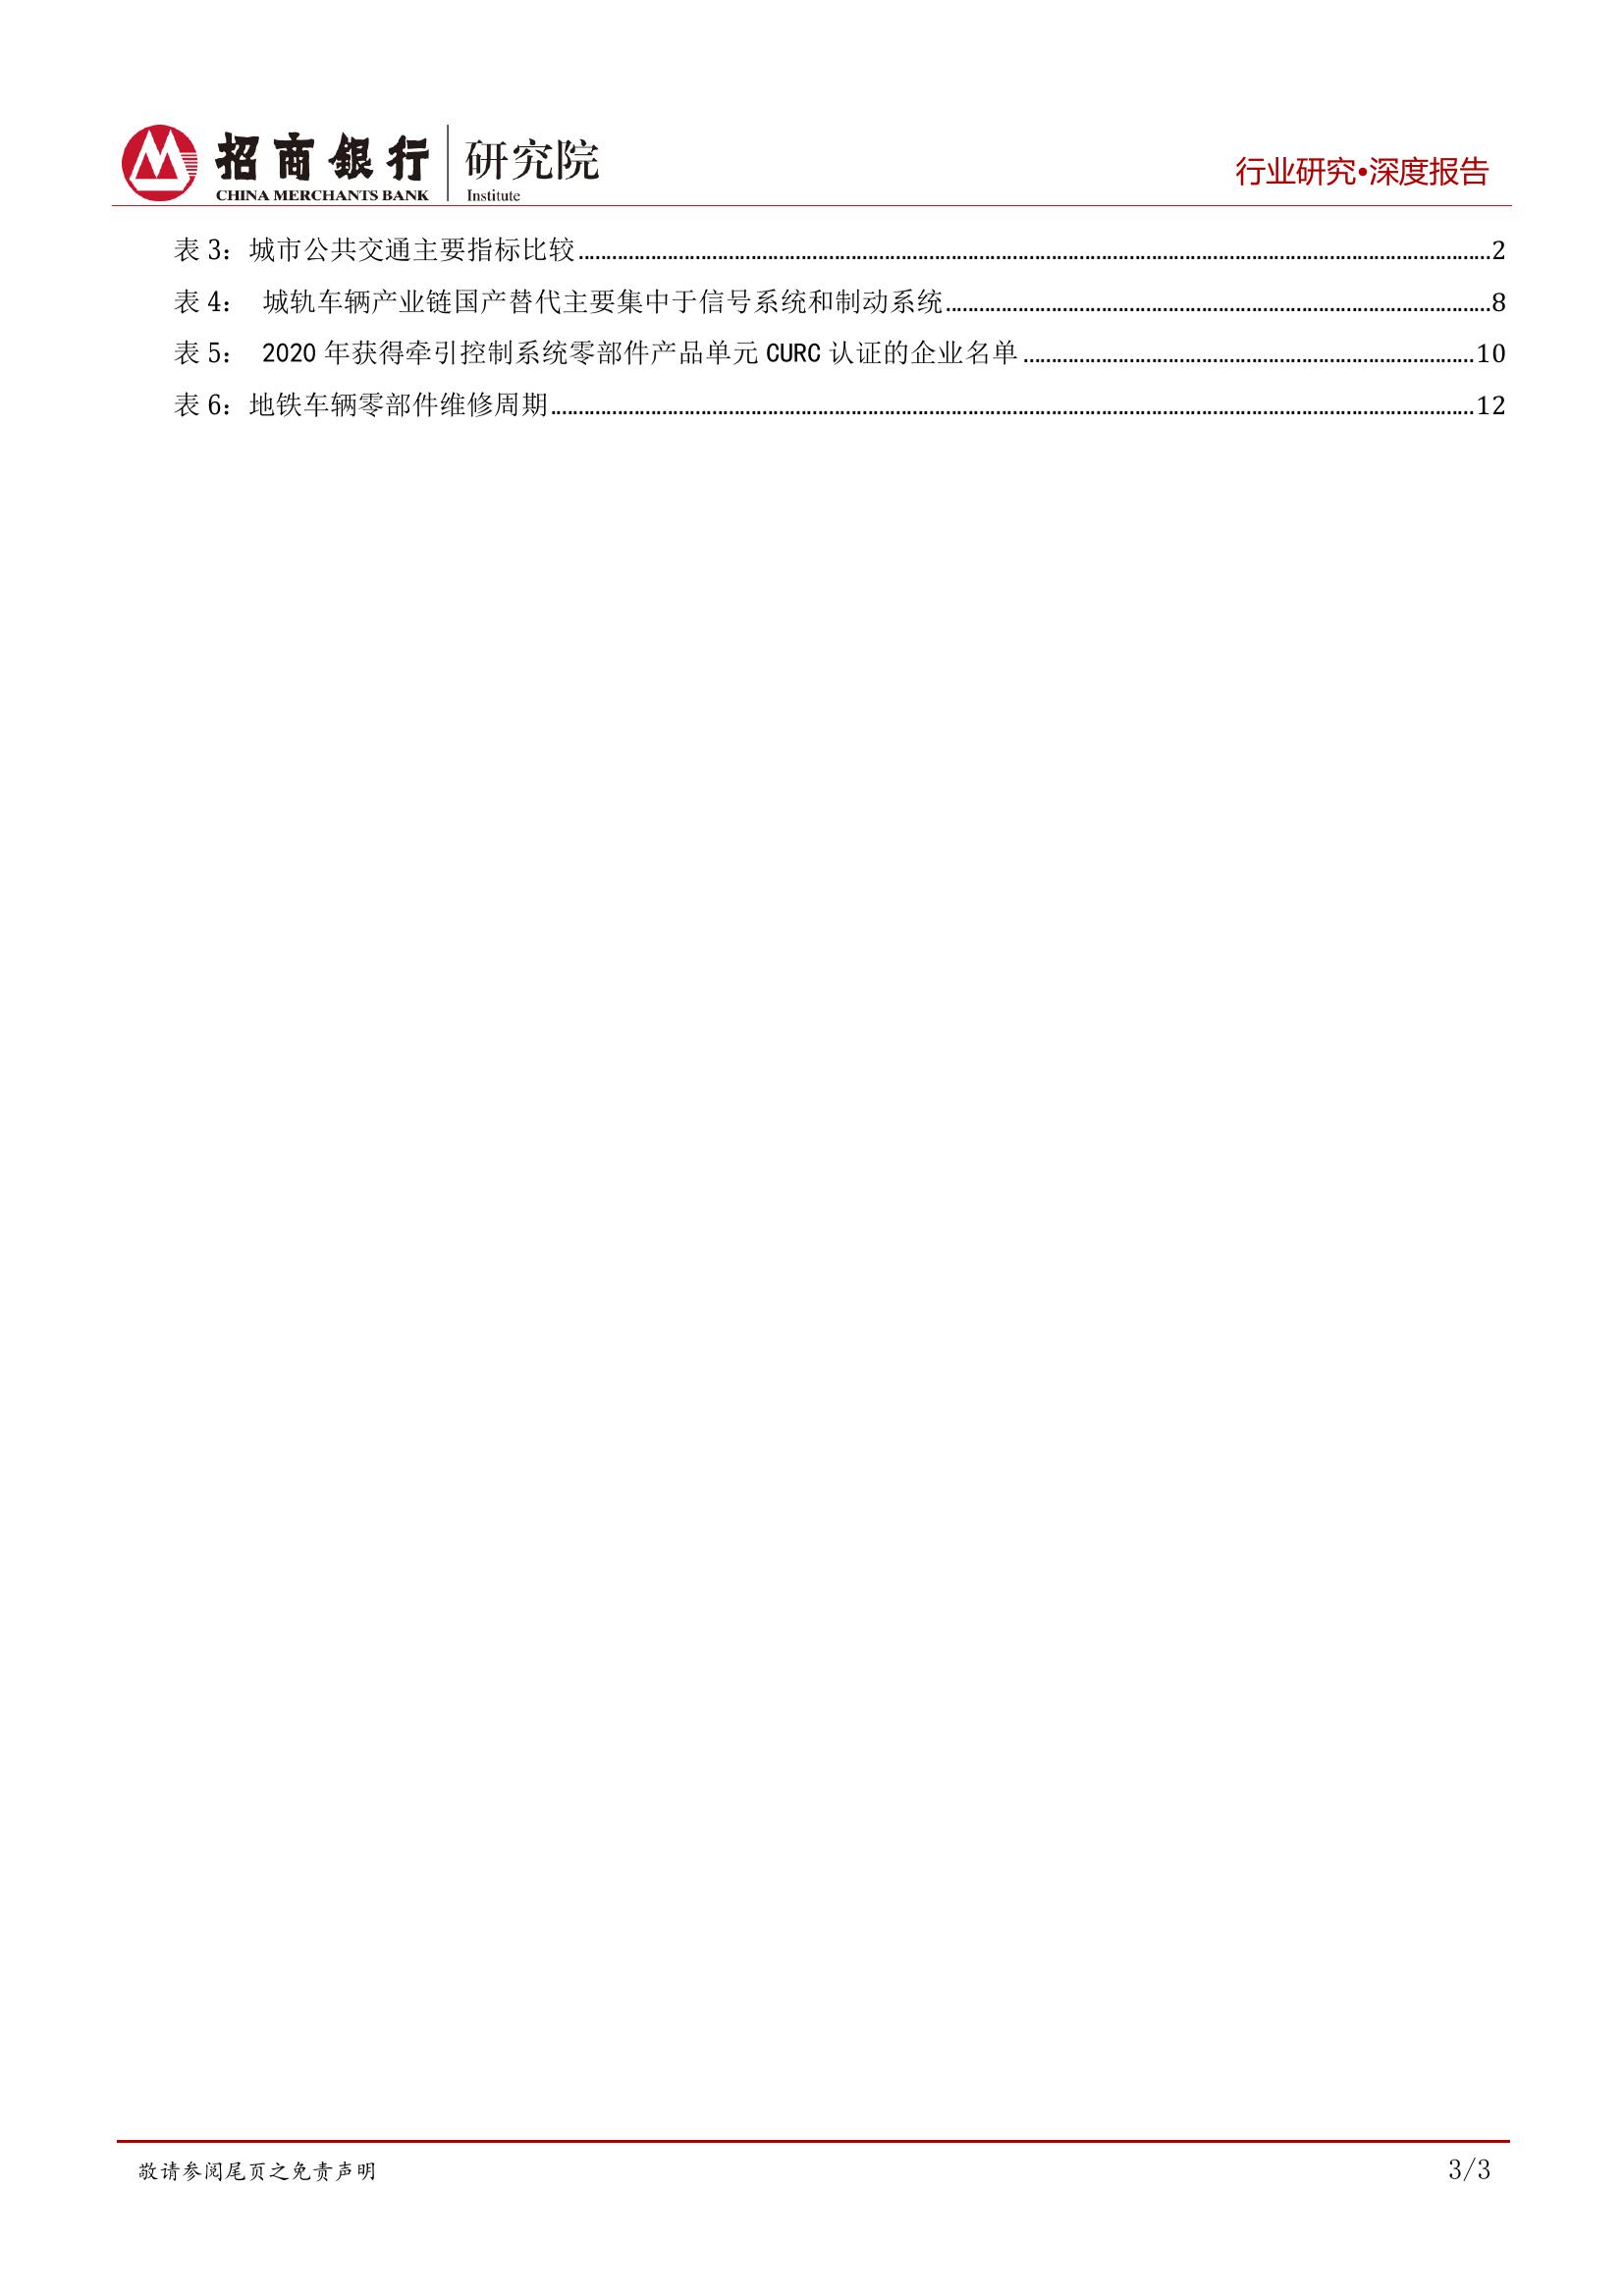 招商銀行 研究院
CHINA MERCHANTS BANK Institute
行业研究•深度报告
表 3：城市公共交通主要指标比较........................................2
表 4： 城轨车辆产业链国产替代主要集中于信号系统和制动系统........................................8
表 5： 2020 年获得牵引控制系统零部件产品单元 CURC 认证的企业名单........................................10
表 6：地铁车辆零部件维修周期........................................12
敬请参阅尾页之免责声明
3/3